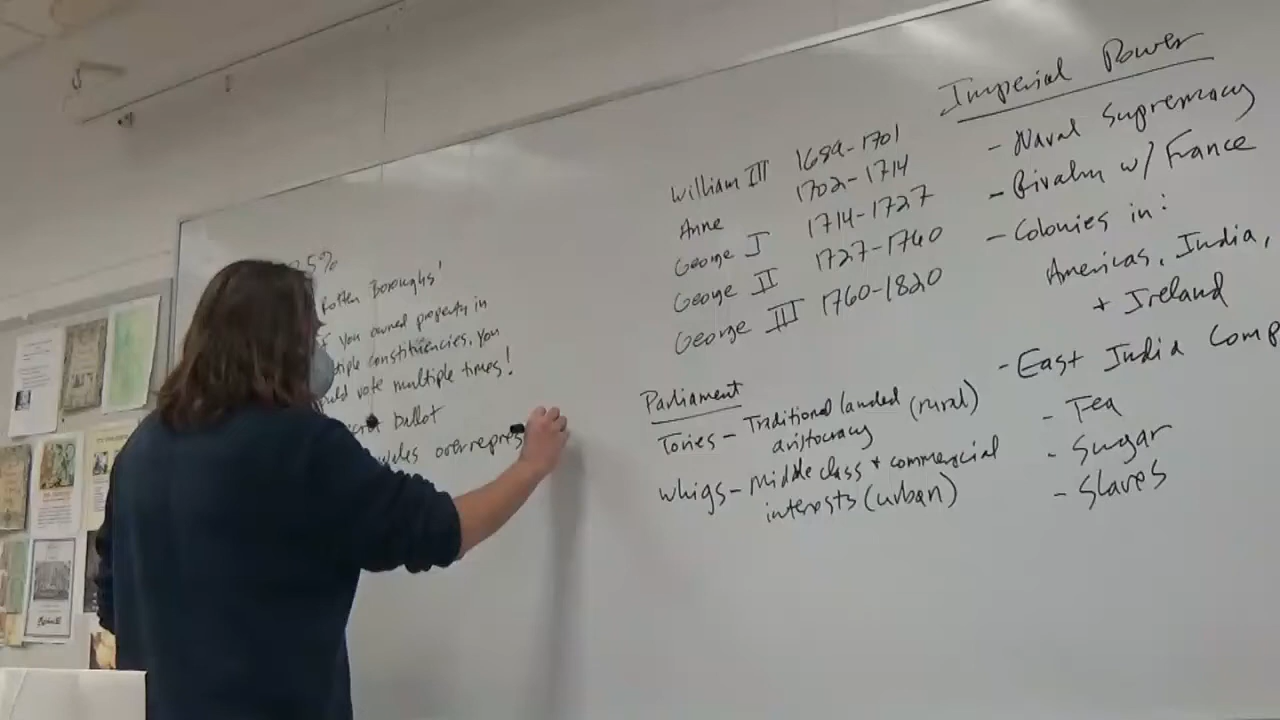 5%
Rotten Boroughs!
If you owned property in
constituencies, you
vote multiple times!
Ballot
Wales overrepres
William III 1689-1701
Anne 1702-1714
George I 1714-1727
George II 1727-1760
George III 1760-1820
Parliament
Tories - Traditional landed (rural)
aristocracy
Whigs - Middle class + commercial
interests (urban)
Imperial Power
- Naval Supremacy
- Rivalry w/ France
- Colonies in:
Americas, India,
+ Ireland
- East India Comp
- Tea
- Sugar
- Slaves